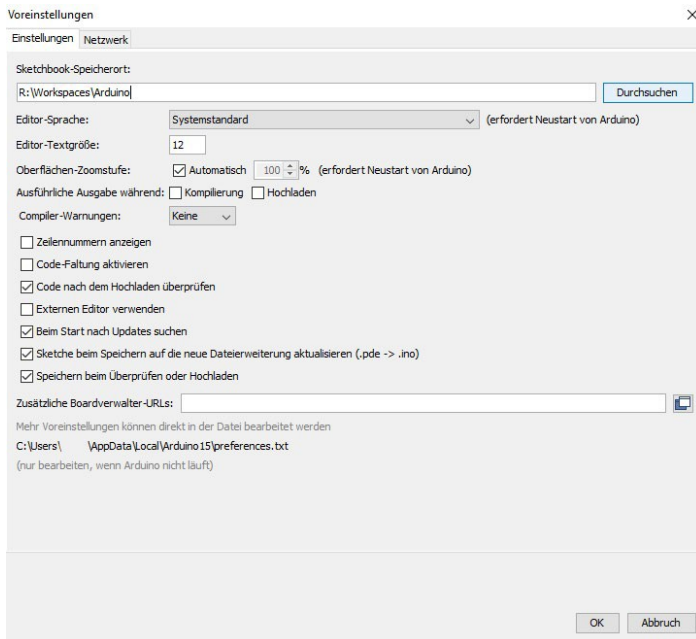 Voreinstellungen
Einstellungen Netzwerk
Sketchbook-Speicherort:
R:\Workspaces\Arduino Durchsuchen
Editor-Sprache: Systemstandard (erfordert Neustart von Arduino)
Editor-Textgröße: 12
Oberflächen-Zoomstufe: Automatisch 100 % (erfordert Neustart von Arduino)
Ausführliche Ausgabe während: Kompilierung Hochladen
Compiler-Warnungen: Keine
Zeilennummern anzeigen
Code-Faltung aktivieren
Code nach dem Hochladen überprüfen
Externen Editor verwenden
Beim Start nach Updates suchen
Sketche beim Speichern auf die neue Dateierweiterung aktualisieren (.pde -> .ino)
Speichern beim Überprüfen oder Hochladen
Zusätzliche Boardverwalter-URLs:
Mehr Voreinstellungen können direkt in der Datei bearbeitet werden
C:\Users\ \AppData\Local\Arduino15\preferences.txt
(nur bearbeiten, wenn Arduino nicht läuft)
OK Abbruch